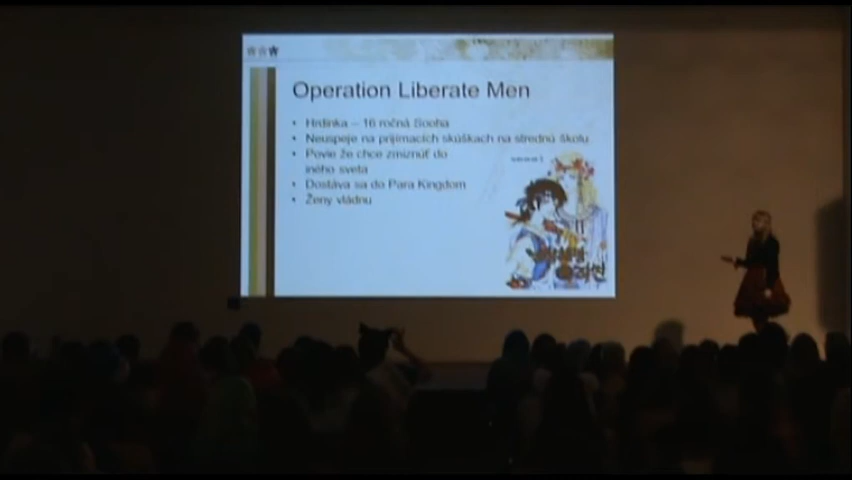 Operation Liberate Men
• Hrdinka – 16 ročná Sooha
• Neuspeje na prijímacích skúškach na strednú školu
• Povie že chce zmiznúť do
iného sveta
• Dostáva sa do Para Kingdom
• Ženy vládnu